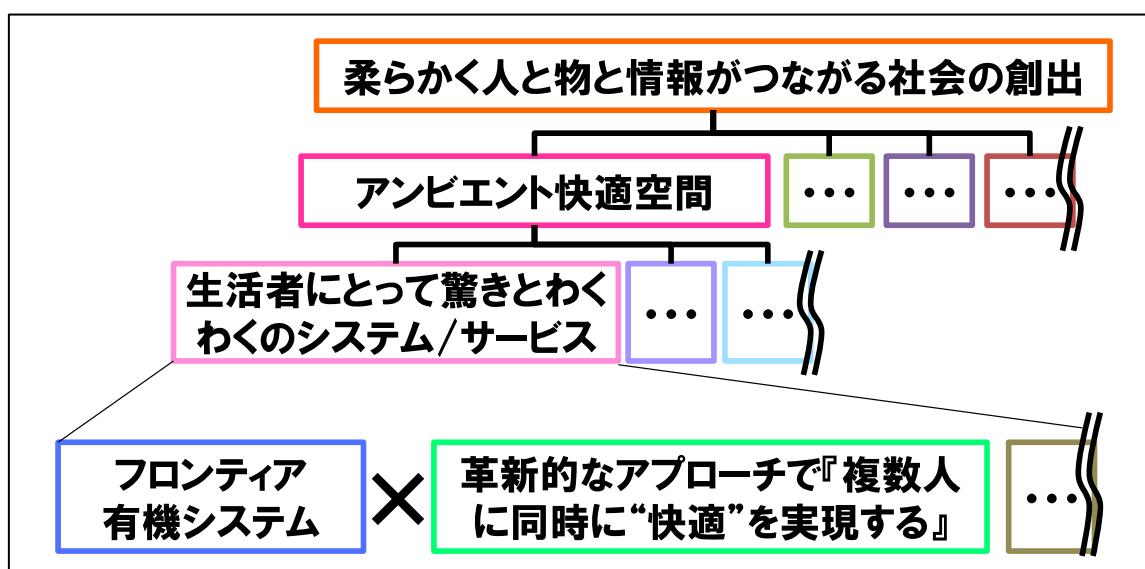 柔らかく人と物と情報がつながる社会の創出
アンビエント快適空間
・・・
・・・
・・・
生活者にとって驚きとわく
わくのシステム/サービス
・・・
・・・
フロンティア
有機システム
×
革新的なアプローチで『複数人
に同時に“快適”を実現する』
・・・